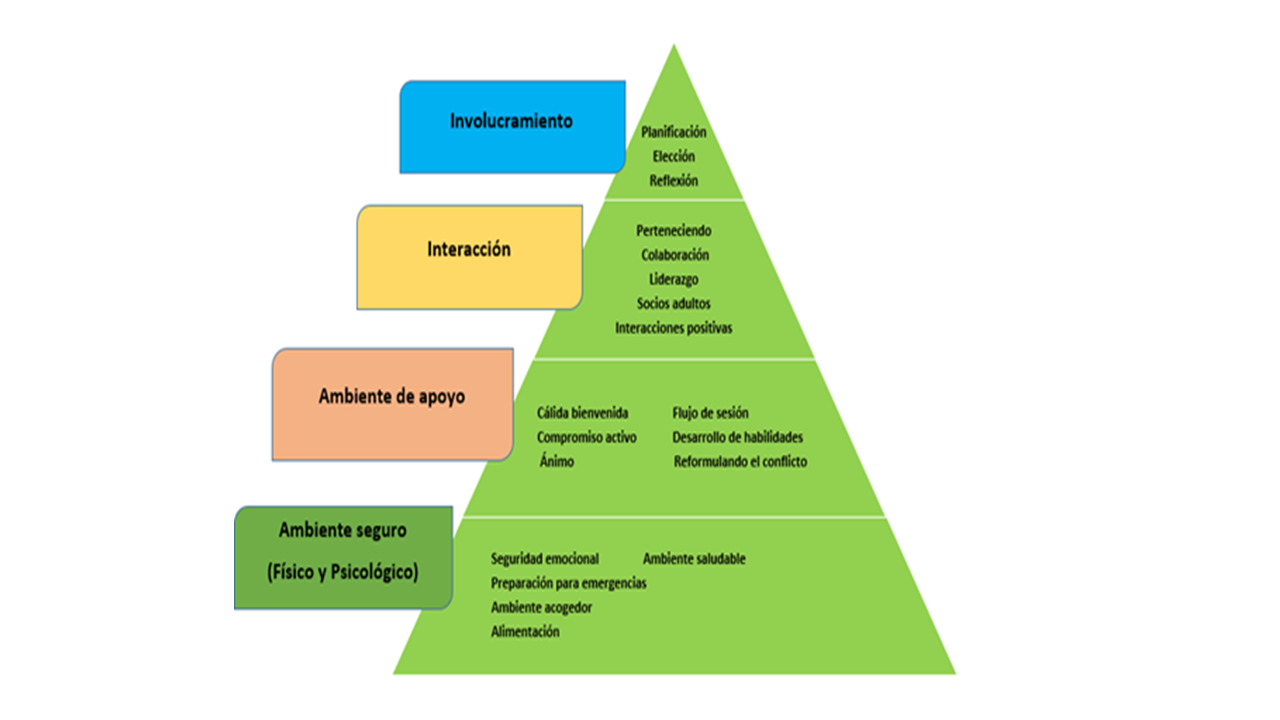 Involucramiento
Planificación
Elección
Reflexión
Interacción
Perteneciendo
Colaboración
Liderazgo
Socios adultos
Interacciones positivas
Ambiente de apoyo
Cálida bienvenida Flujo de sesión
Compromiso activo Desarrollo de habilidades
Ánimo Reformulando el conflicto
Ambiente seguro
(Físico y Psicológico)
Seguridad emocional Ambiente saludable
Preparación para emergencias
Ambiente acogedor
Alimentación